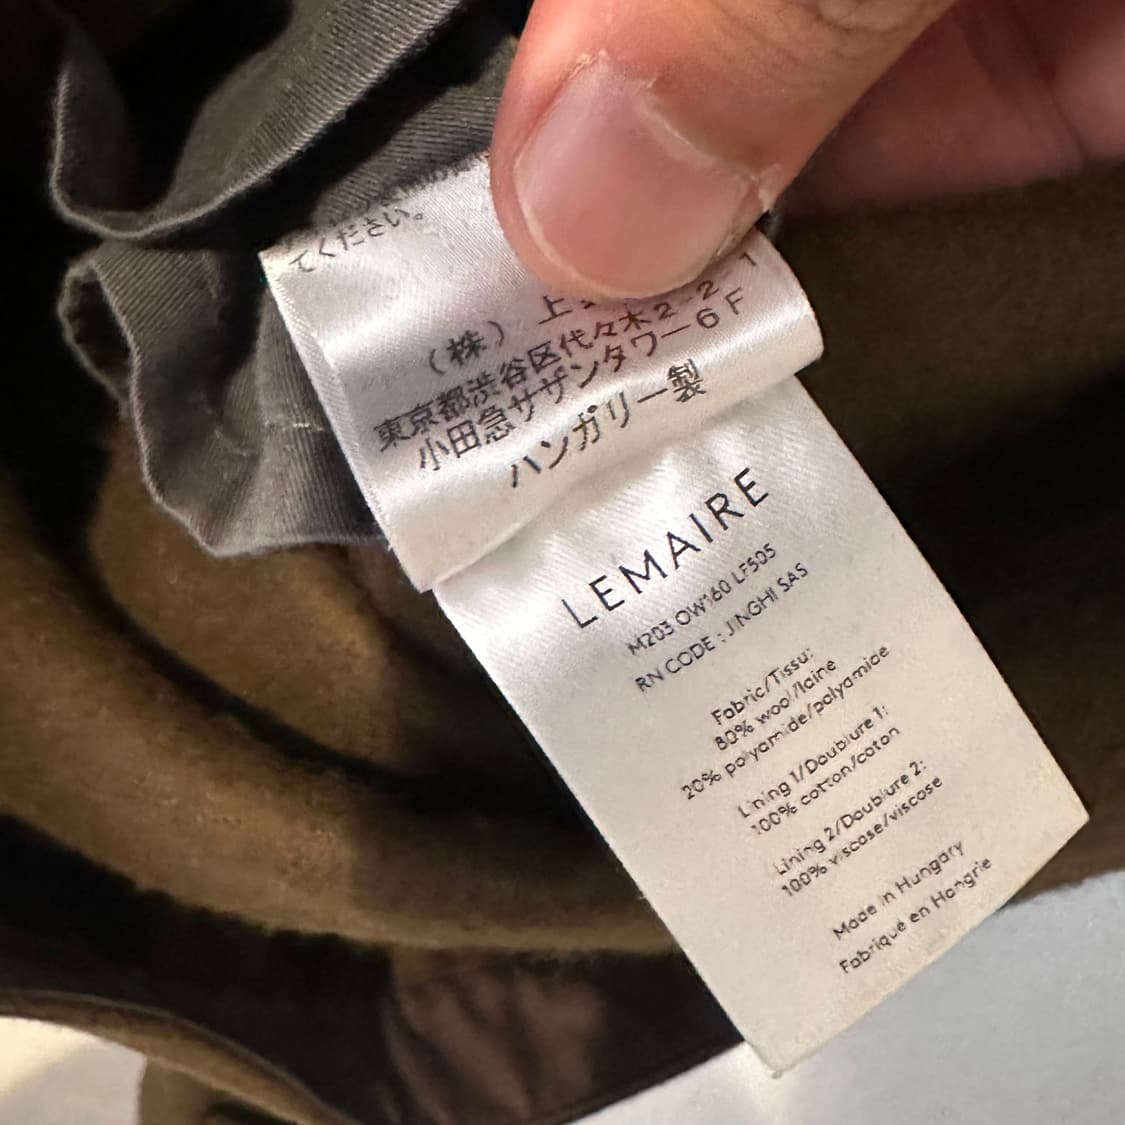 てください。
(株) 上
東京都渋谷区代々木2-2-1
小田急サザンタワー6F
ハンガリー製
LEMAIRE
M203 OW160 LF505
RN CODE : JINGHI SAS
Fabric/Tissu:
80% wool/laine
20% polyamide/polyamide
Lining 1/Doublure 1:
100% cotton/coton
Lining 2/Doublure 2:
100% viscose/viscose
Made in Hungary
Fabriqué en Hongrie